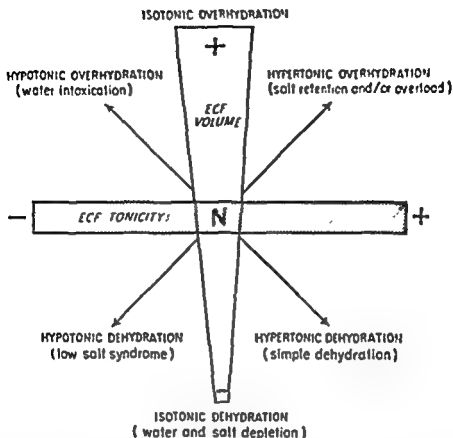 ISOTONIC OVERHYDRATION
+
HYPOTONIC OVERHYDRATION
(water intoxication)
HYPERTONIC OVERHYDRATION
(salt retention and/or overload)
ECF
VOLUME
− ECF TONICITY: N +
HYPOTONIC DEHYDRATION
(low salt syndrome)
HYPERTONIC DEHYDRATION
(simple dehydration)
ISOTONIC DEHYDRATION
(water and salt depletion)